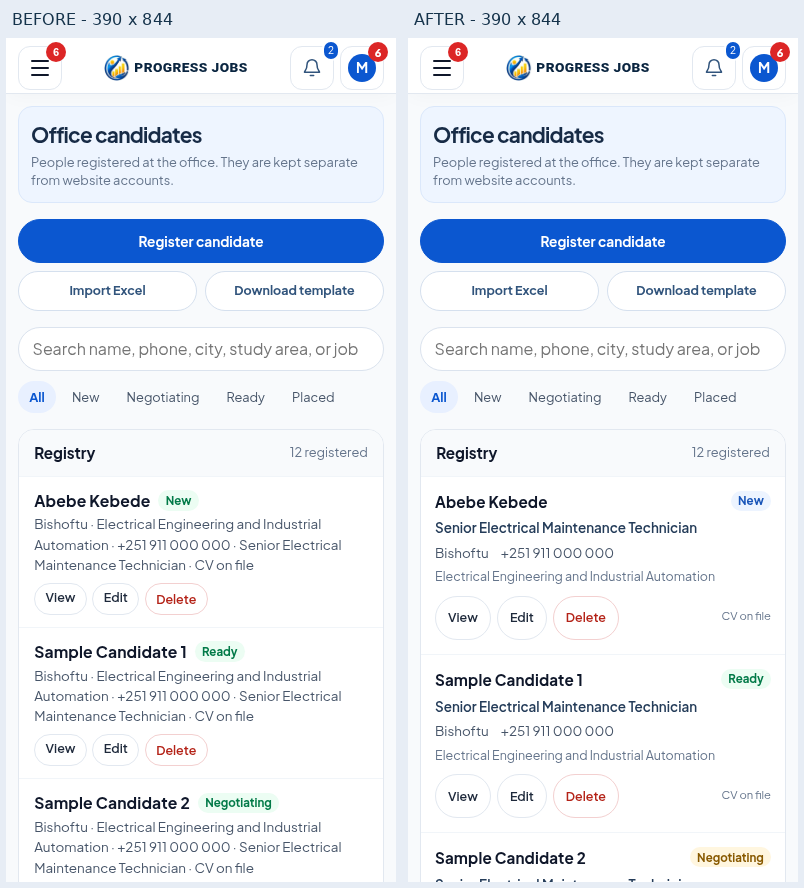 BEFORE - 390 x 844
6
PROGRESS JOBS
2
M
6
Office candidates
People registered at the office. They are kept separate
from website accounts.
Register candidate
Import Excel
Download template
Search name, phone, city, study area, or job
All
New
Negotiating
Ready
Placed
Registry
12 registered
Abebe Kebede
New
Bishoftu · Electrical Engineering and Industrial
Automation · +251 911 000 000 · Senior Electrical
Maintenance Technician · CV on file
View
Edit
Delete
Sample Candidate 1
Ready
Bishoftu · Electrical Engineering and Industrial
Automation · +251 911 000 000 · Senior Electrical
Maintenance Technician · CV on file
View
Edit
Delete
Sample Candidate 2
Negotiating
Bishoftu · Electrical Engineering and Industrial
Automation · +251 911 000 000 · Senior Electrical
Maintenance Technician · CV on file
AFTER - 390 x 844
6
PROGRESS JOBS
2
M
6
Office candidates
People registered at the office. They are kept separate
from website accounts.
Register candidate
Import Excel
Download template
Search name, phone, city, study area, or job
All
New
Negotiating
Ready
Placed
Registry
12 registered
Abebe Kebede
New
Senior Electrical Maintenance Technician
Bishoftu +251 911 000 000
Electrical Engineering and Industrial Automation
View
Edit
Delete
CV on file
Sample Candidate 1
Ready
Senior Electrical Maintenance Technician
Bishoftu +251 911 000 000
Electrical Engineering and Industrial Automation
View
Edit
Delete
CV on file
Sample Candidate 2
Negotiating